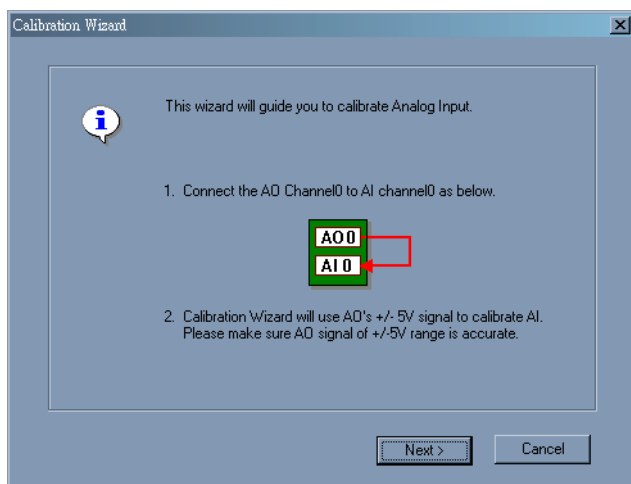 Calibration Wizard
This wizard will guide you to calibrate Analog Input.
1. Connect the AO Channel0 to AI channel0 as below.
AO 0
AI 0
2. Calibration Wizard will use AO's +/- 5V signal to calibrate AI.
Please make sure AO signal of +/-5V range is accurate.
Next >
Cancel